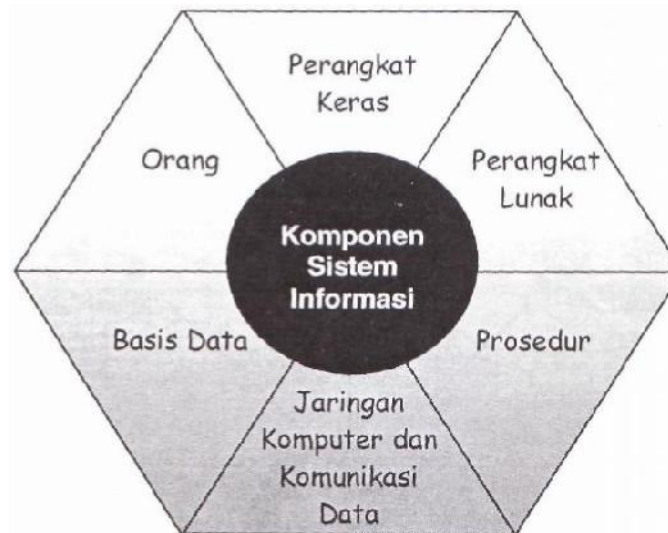 Perangkat
Keras
Orang
Perangkat
Lunak
Komponen
Sistem
Informasi
Basis Data
Prosedur
Jaringan
Komputer dan
Komunikasi
Data